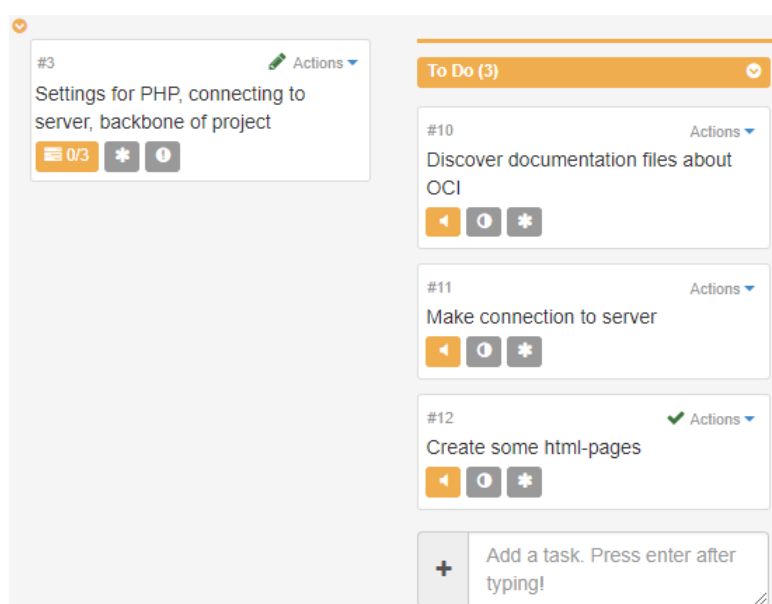 #3 Actions
Settings for PHP, connecting to
server, backbone of project
0/3
To Do (3)
#10 Actions
Discover documentation files about
OCI
#11 Actions
Make connection to server
#12 Actions
Create some html-pages
Add a task. Press enter after
typing!